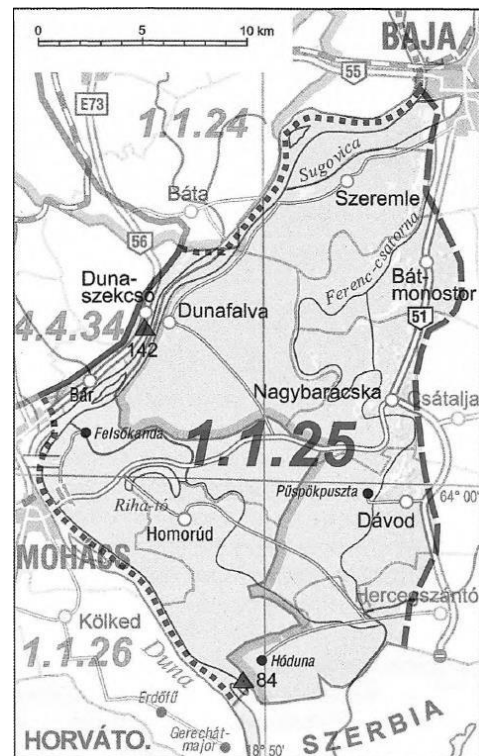 0 5 10 km
BAJA
55
E73
1.1.24
Sugovica
Szeremle
Báta
56
Ferenc-csatorna
Duna-
szekcső
Bát-
monostor
Dunafalva
51
4.4.34
142
Bár
Nagybaracska
Csátalja
Felsőkanda
1.1.25
Püspökpuszta
64° 00'
Riha-tó
Dávod
Homorúd
MOHÁCS
Hercegszántó
Kölked
1.1.26
Duna
Hóduna
84
Erdőfű
Gerechát-
major
HORVÁTO.
18° 50'
SZERBIA